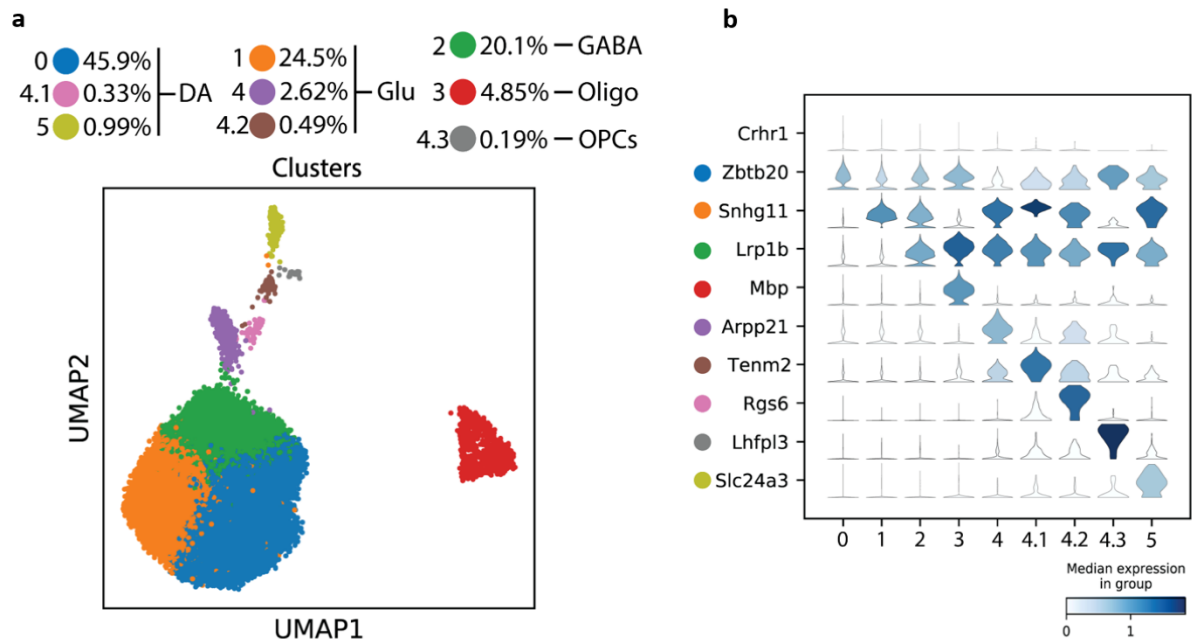 a
0 45.9%
4.1 0.33% DA
5 0.99%
1 24.5%
4 2.62% Glu
4.2 0.49%
2 20.1% GABA
3 4.85% Oligo
4.3 0.19% OPCs
Clusters
UMAP2
UMAP1
b
Crhr1
Zbtb20
Snhg11
Lrp1b
Mbp
Arpp21
Tenm2
Rgs6
Lhfpl3
Slc24a3
0 1 2 3 4 4.1 4.2 4.3 5
Median expression
in group
0 1